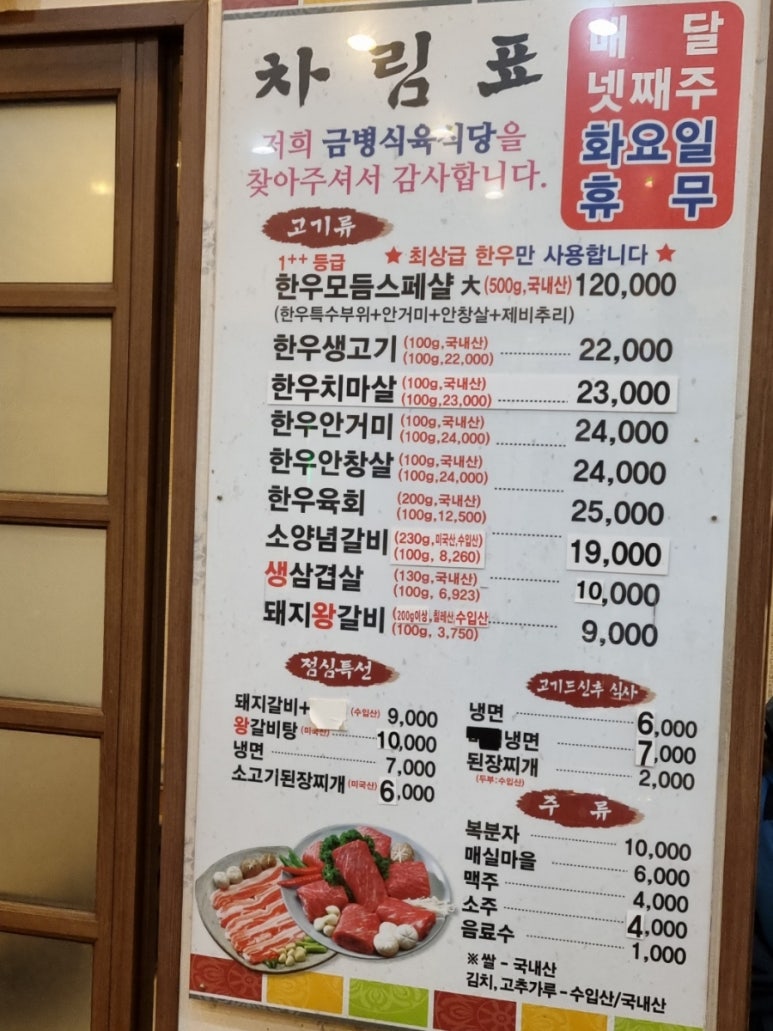 차림표
매 달
넷째주
화요일
휴 무
저희 금병식육식당을
찾아주셔서 감사합니다.
고기류
1⁺⁺ 등급
★ 최상급 한우만 사용합니다 ★
한우모듬스페샬 大 (500g,국내산) 120,000
(한우특수부위+안거미+안창살+제비추리)
한우생고기 (100g,국내산) (100g,22,000) 22,000
한우치마살 (100g,국내산) (100g,23,000) 23,000
한우안거미 (100g,국내산) (100g,24,000) 24,000
한우안창살 (100g,국내산) (100g,24,000) 24,000
한우육회 (200g,국내산) (100g,12,500) 25,000
소양념갈비 (230g,미국산,수입산) (100g, 8,260) 19,000
생삼겹살 (130g,국내산) (100g, 6,923) 10,000
돼지왕갈비 (200g이상,칠레산,수입산) (100g, 3,750) 9,000
점심특선
돼지갈비+ (수입산) 9,000
왕갈비탕 (미국산) 10,000
냉면 7,000
소고기된장찌개 (미국산) 6,000
고기드신후 식사
냉면 6,000
냉면 7,000
된장찌개 2,000
(두부:수입산)
주 류
복분자 10,000
매실마을 6,000
맥주 4,000
소주 4,000
음료수 1,000
※ 쌀 - 국내산
김치, 고추가루 - 수입산/국내산